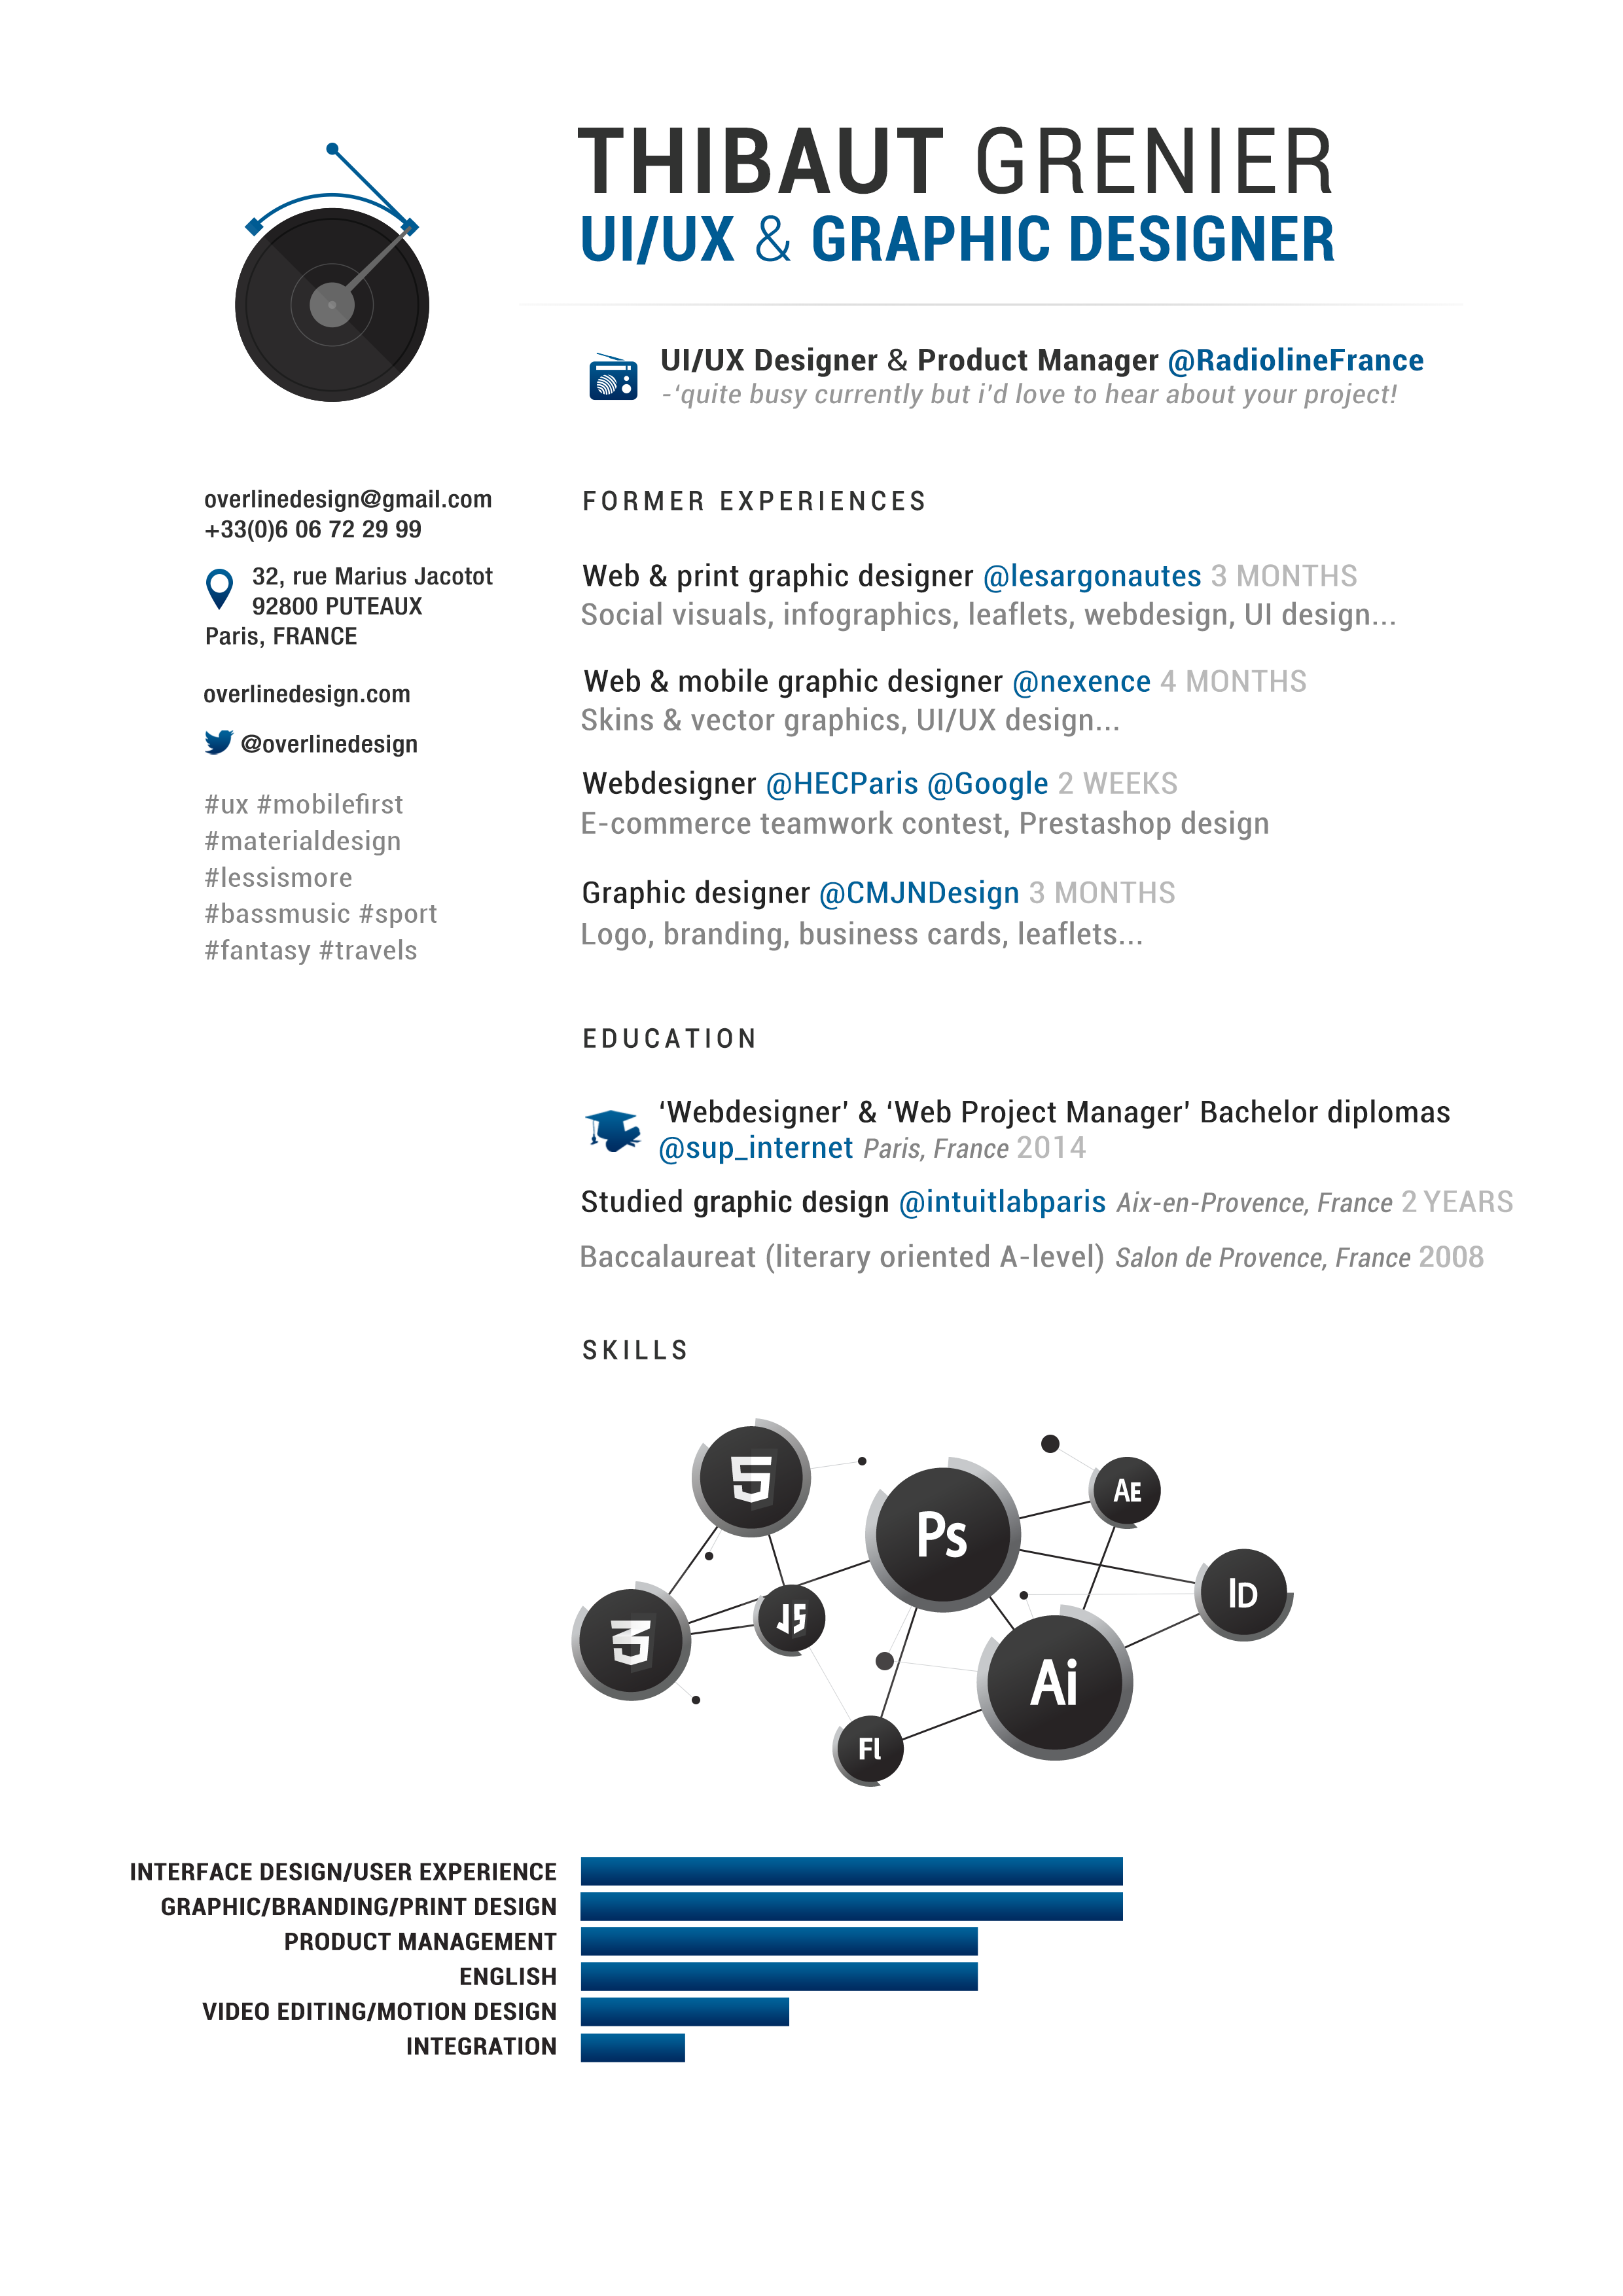 THIBAUT GRENIER
UI/UX & GRAPHIC DESIGNER
UI/UX Designer & Product Manager @RadiolineFrance
-‘quite busy currently but i’d love to hear about your project!
overlinedesign@gmail.com
+33(0)6 06 72 29 99
32, rue Marius Jacotot
92800 PUTEAUX
Paris, FRANCE
overlinedesign.com
@overlinedesign
#ux #mobilefirst
#materialdesign
#lessismore
#bassmusic #sport
#fantasy #travels
FORMER EXPERIENCES
Web & print graphic designer @lesargonautes 3 MONTHS
Social visuals, infographics, leaflets, webdesign, UI design...
Web & mobile graphic designer @nexence 4 MONTHS
Skins & vector graphics, UI/UX design...
Webdesigner @HECParis @Google 2 WEEKS
E-commerce teamwork contest, Prestashop design
Graphic designer @CMJNDesign 3 MONTHS
Logo, branding, business cards, leaflets...
EDUCATION
‘Webdesigner’ & ‘Web Project Manager’ Bachelor diplomas
@sup_internet Paris, France 2014
Studied graphic design @intuitlabparis Aix-en-Provence, France 2 YEARS
Baccalaureat (literary oriented A-level) Salon de Provence, France 2008
SKILLS
5
Ps
AE
ID
3
JS
Ai
Fl
INTERFACE DESIGN/USER EXPERIENCE
GRAPHIC/BRANDING/PRINT DESIGN
PRODUCT MANAGEMENT
ENGLISH
VIDEO EDITING/MOTION DESIGN
INTEGRATION